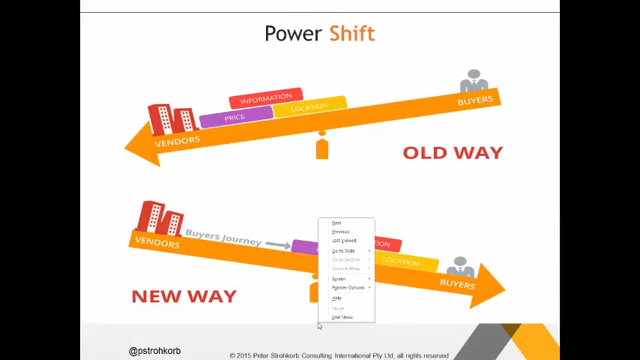 Power Shift
INFORMATION
PRICE
LOCATION
BUYERS
VENDORS
OLD WAY
VENDORS
Buyers Journey
LOCATION
BUYERS
NEW WAY
Next
Previous
Last Viewed
Go to Slide
Screen
Pointer Options
Help
End Show
@pstrohkorb
© 2015 Peter Strohkorb Consulting International Pty Ltd, all rights reserved